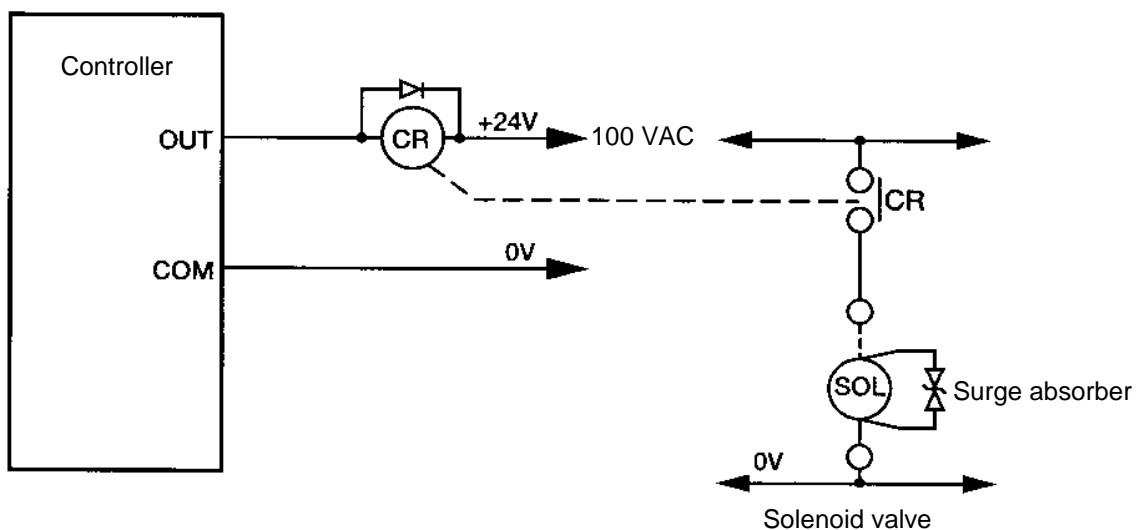 Controller
OUT
CR
+24V
100 VAC
CR
COM
0V
SOL
Surge absorber
0V
Solenoid valve